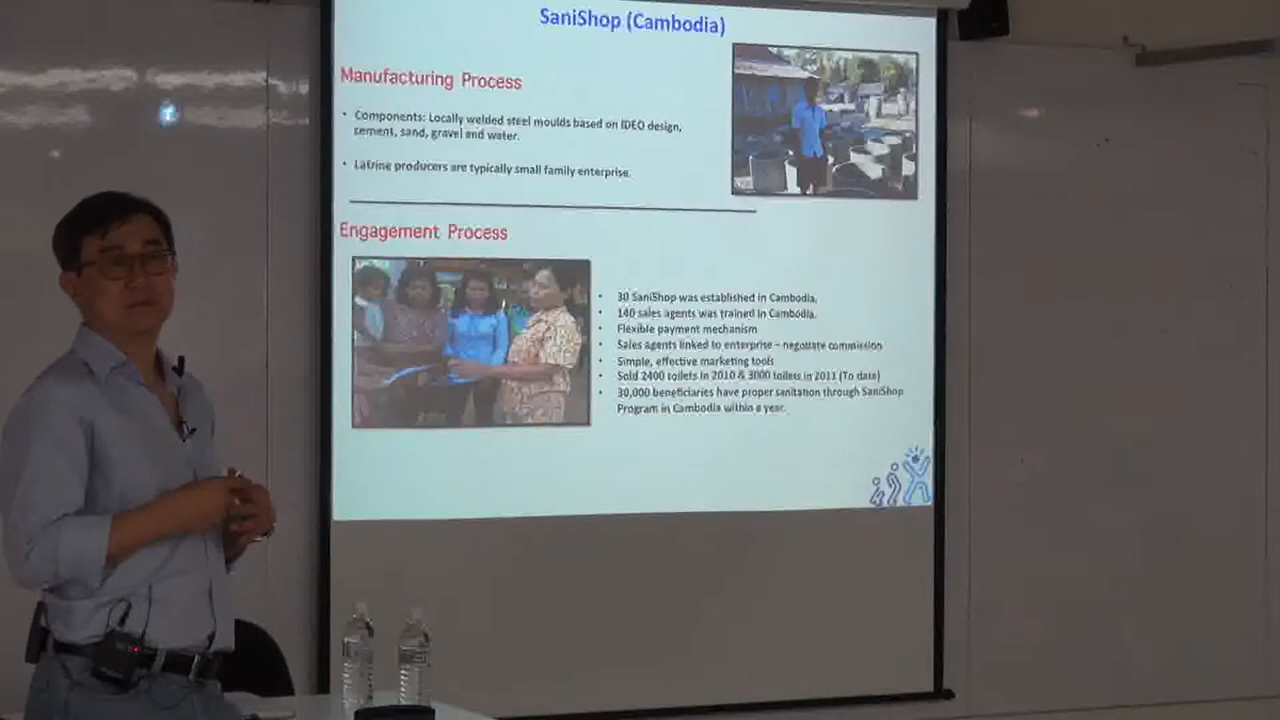 SaniShop (Cambodia)
Manufacturing Process
• Components: Locally welded steel moulds based on IDEO design,
cement, sand, gravel and water.
• Latrine producers are typically small family enterprise.
Engagement Process
• 30 SaniShop was established in Cambodia.
• 140 sales agents was trained in Cambodia.
• Flexible payment mechanism
• Sales agents linked to enterprise – negotiate commission
• Simple, effective marketing tools
• Sold 2400 toilets in 2010 & 3000 toilets in 2011 (To date)
• 30,000 beneficiaries have proper sanitation through SaniShop
Program in Cambodia within a year.